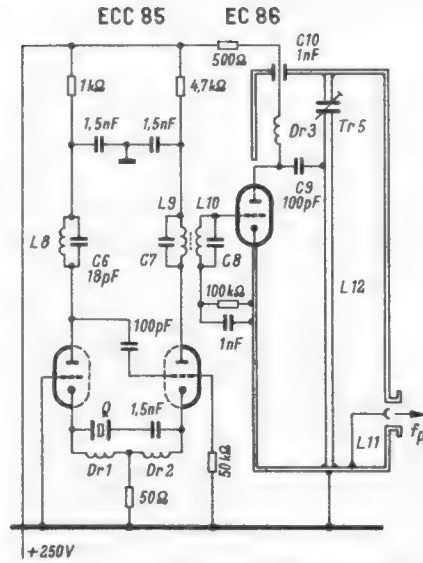 ECC 85 EC 86
C10
1nF
500Ω
1kΩ
4,7kΩ
Dr3
Tr5
1,5nF 1,5nF
C9
100pF
L9 L10
L8
C6
18pF
C7
C8
L12
100kΩ
100pF
1nF
Q
1,5nF
L11
fp
Dr1 Dr2
50Ω
50kΩ
+250V